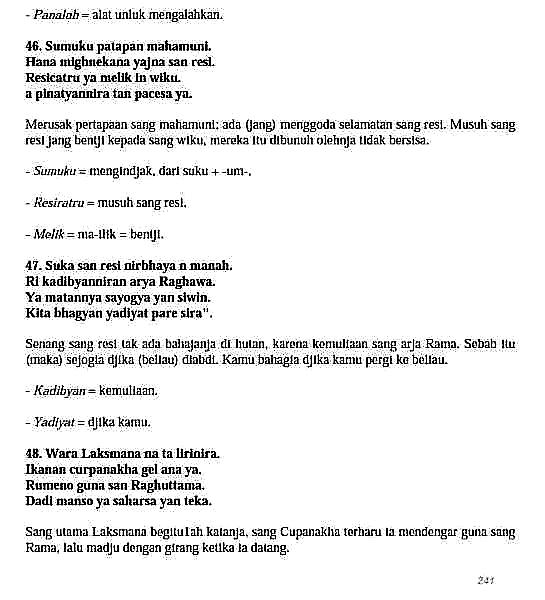 - Panalah = alat unluk mengalahkan.
46. Sumuku patapan mahamuni.
Hana mighnekana yajna san resi.
Resicatru ya melik in wiku.
a pinatyannira tan pacesa ya.
Merusak pertapaan sang mahamuni; ada (jang) menggoda selamatan sang resi. Musuh sang
resi jang bentji kepada sang wiku, mereka itu dibunuh olehnja tidak bersisa.
- Sumuku = mengindjak, dari suku + -um-,
- Resiratru = musuh sang resi.
- Melik = ma-ilik = bentji.
47. Suka san resi nirbhaya n manah.
Ri kadibyanniran arya Raghawa.
Ya matannya sayogya yan siwin.
Kita bhagyan yadiyat pare sira".
Senang sang resi tak ada bahajanja di hutan, karena kemuliaan sang arja Rama. Sebab itu
(maka) sejogia djika (beliau) diabdi. Kamu bahagia djika kamu pergi ke beliau.
- Kadibyan = kemuliaan.
- Yadiyat = djika kamu.
48. Wara Laksmana na ta lirinira.
Ikanan curpanakha gel ana ya.
Rumeno guna san Raghuttama.
Dadi manso ya saharsa yan teka.
Sang utama Laksmana begitulah katanja, sang Cupanakha terharu ia mendengar guna sang
Rama, lalu madju dengan girang ketika ia datang.
241